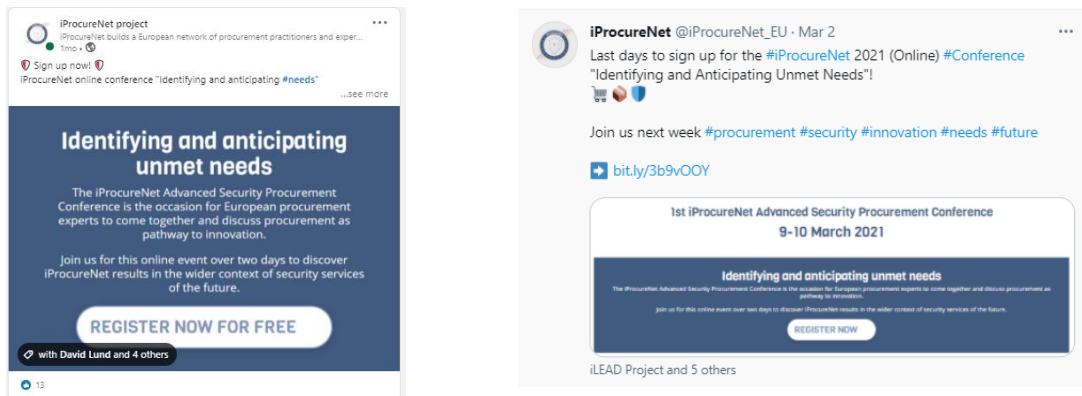 iProcureNet project
iProcureNet builds a European network of procurement practitioners and exper...
1mo •
Sign up now!
iProcureNet online conference "Identifying and anticipating #needs"
...see more
Identifying and anticipating
unmet needs
The iProcureNet Advanced Security Procurement
Conference is the occasion for European procurement
experts to come together and discuss procurement as
pathway to innovation.
Join us for this online event over two days to discover
iProcureNet results in the wider context of security services
of the future.
REGISTER NOW FOR FREE
with David Lund and 4 others
13
iProcureNet @iProcureNet_EU · Mar 2
Last days to sign up for the #iProcureNet 2021 (Online) #Conference
"Identifying and Anticipating Unmet Needs"!
Join us next week #procurement #security #innovation #needs #future
bit.ly/3b9vOOY
1st iProcureNet Advanced Security Procurement Conference
9-10 March 2021
Identifying and anticipating unmet needs
The iProcureNet Advanced Security Procurement Conference is the occasion for European procurement experts to come together and discuss procurement as
pathway to innovation.
Join us for this online event over two days to discover iProcureNet results in the wider context of security services of the future.
REGISTER NOW
iLEAD Project and 5 others